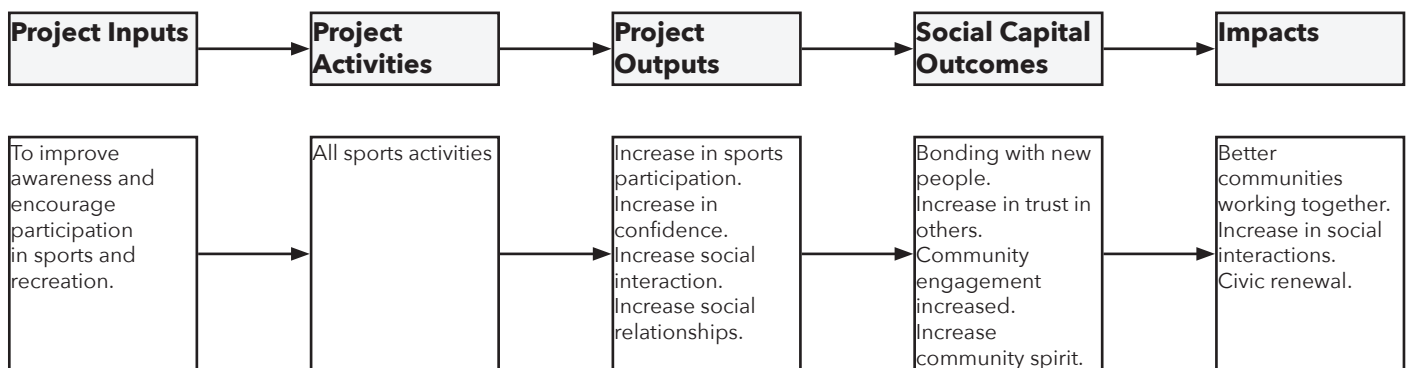 Project Inputs
Project
Activities
Project
Outputs
Social Capital
Outcomes
Impacts
To improve
awareness and
encourage
participation
in sports and
recreation.
All sports activities
Increase in sports
participation.
Increase in
confidence.
Increase social
interaction.
Increase social
relationships.
Bonding with new
people.
Increase in trust in
others.
Community
engagement
increased.
Increase
community spirit.
Better
communities
working together.
Increase in social
interactions.
Civic renewal.